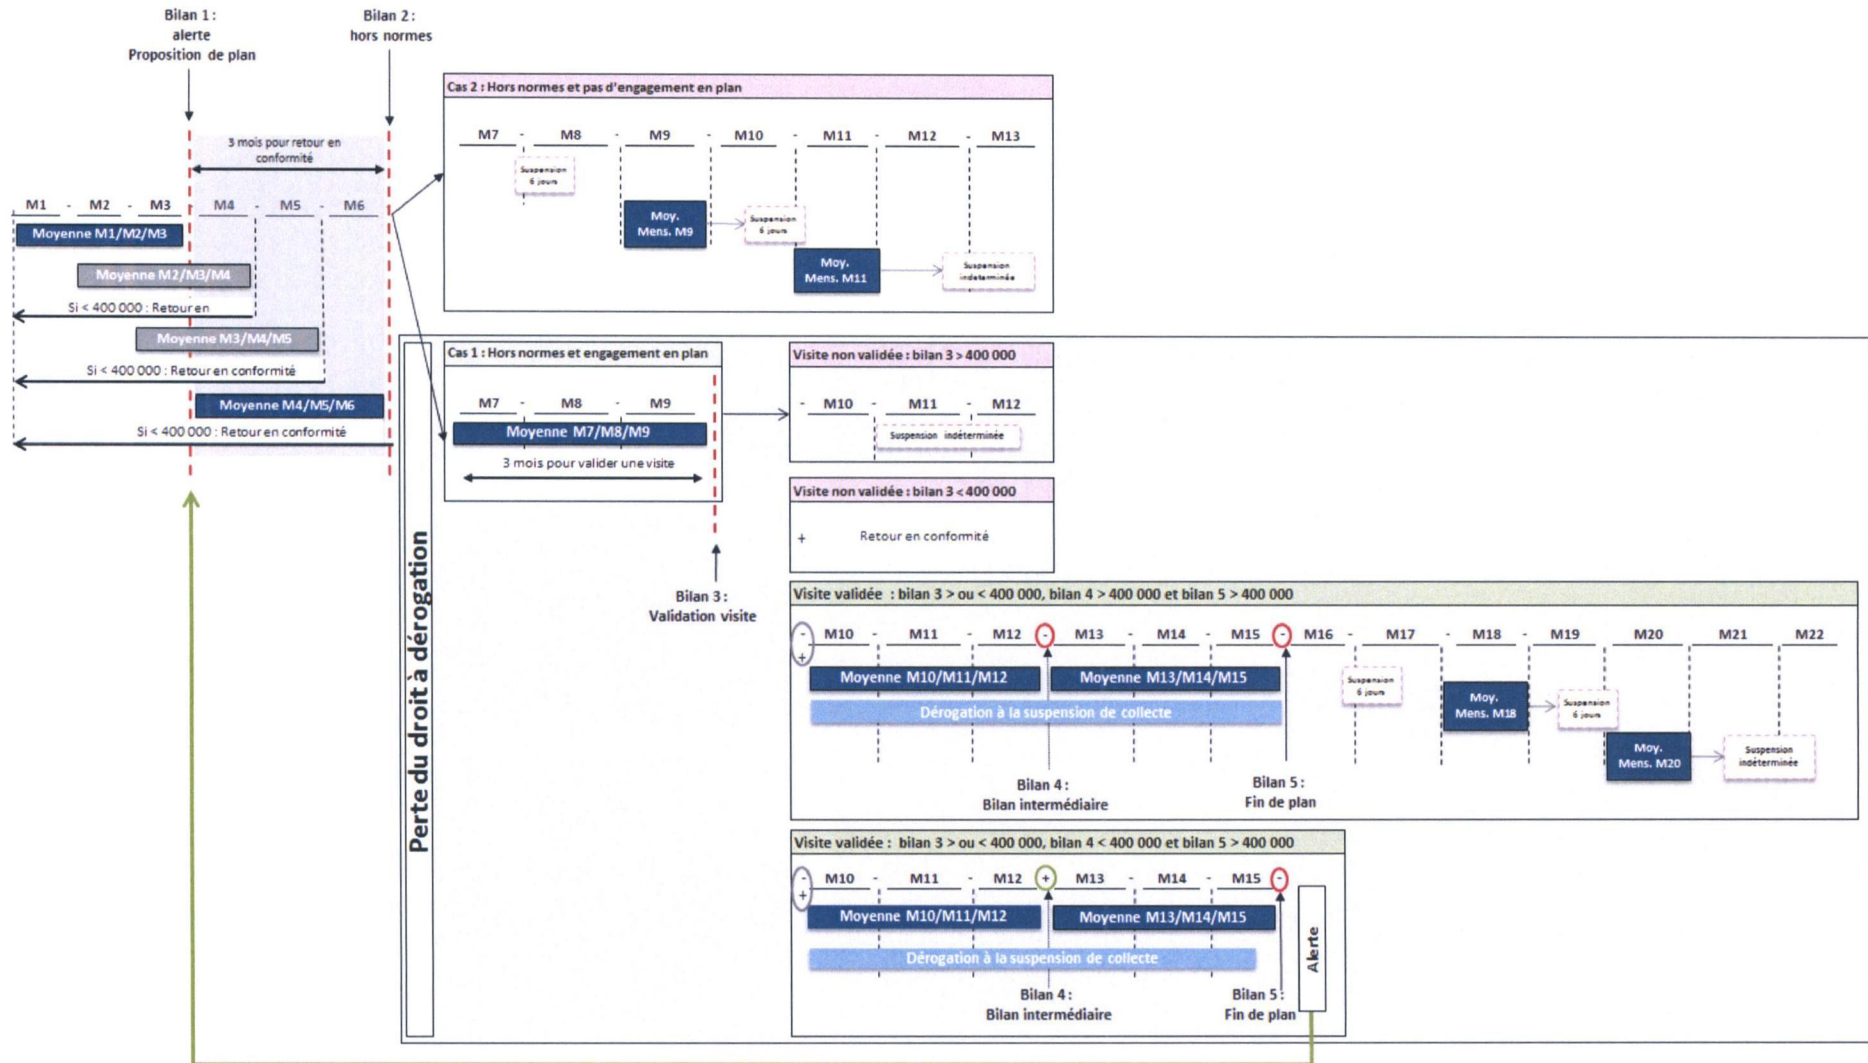 Bilan 1 :
alerte
Proposition de plan
Bilan 2 :
hors normes
3 mois pour retour en
conformité
M1 - M2 - M3 - M4 - M5 - M6
Moyenne M1/M2/M3
Moyenne M2/M3/M4
Si < 400 000 : Retour en
Moyenne M3/M4/M5
Si < 400 000 : Retour en conformité
Moyenne M4/M5/M6
Si < 400 000 : Retour en conformité
Cas 2 : Hors normes et pas d'engagement en plan
M7 - M8 - M9 - M10 - M11 - M12 - M13
Suspension
6 jours
Moy.
Mens. M9
Suspension
6 jours
Moy.
Mens. M11
Suspension
indeterminée
Perte du droit à dérogation
Cas 1 : Hors normes et engagement en plan
M7 - M8 - M9
Moyenne M7/M8/M9
3 mois pour valider une visite
Bilan 3 :
Validation visite
Visite non validée : bilan 3 > 400 000
- M10 - M11 - M12
Suspension indéterminée
Visite non validée : bilan 3 < 400 000
+ Retour en conformité
Visite validée : bilan 3 > ou < 400 000, bilan 4 > 400 000 et bilan 5 > 400 000
- M10 - M11 - M12 - M13 - M14 - M15 - M16 - M17 - M18 - M19 M20 M21 M22
+
Moyenne M10/M11/M12
Moyenne M13/M14/M15
Dérogation à la suspension de collecte
Suspension
6 jours
Moy.
Mens. M18
Suspension
6 jours
Moy.
Mens. M20
Suspension
indéterminée
Bilan 4 :
Bilan intermédiaire
Bilan 5 :
Fin de plan
Visite validée : bilan 3 > ou < 400 000, bilan 4 < 400 000 et bilan 5 > 400 000
- M10 - M11 - M12 + M13 - M14 - M15 -
+
Moyenne M10/M11/M12
Moyenne M13/M14/M15
Dérogation à la suspension de collecte
Bilan 4 :
Bilan intermédiaire
Bilan 5 :
Fin de plan
Alerte